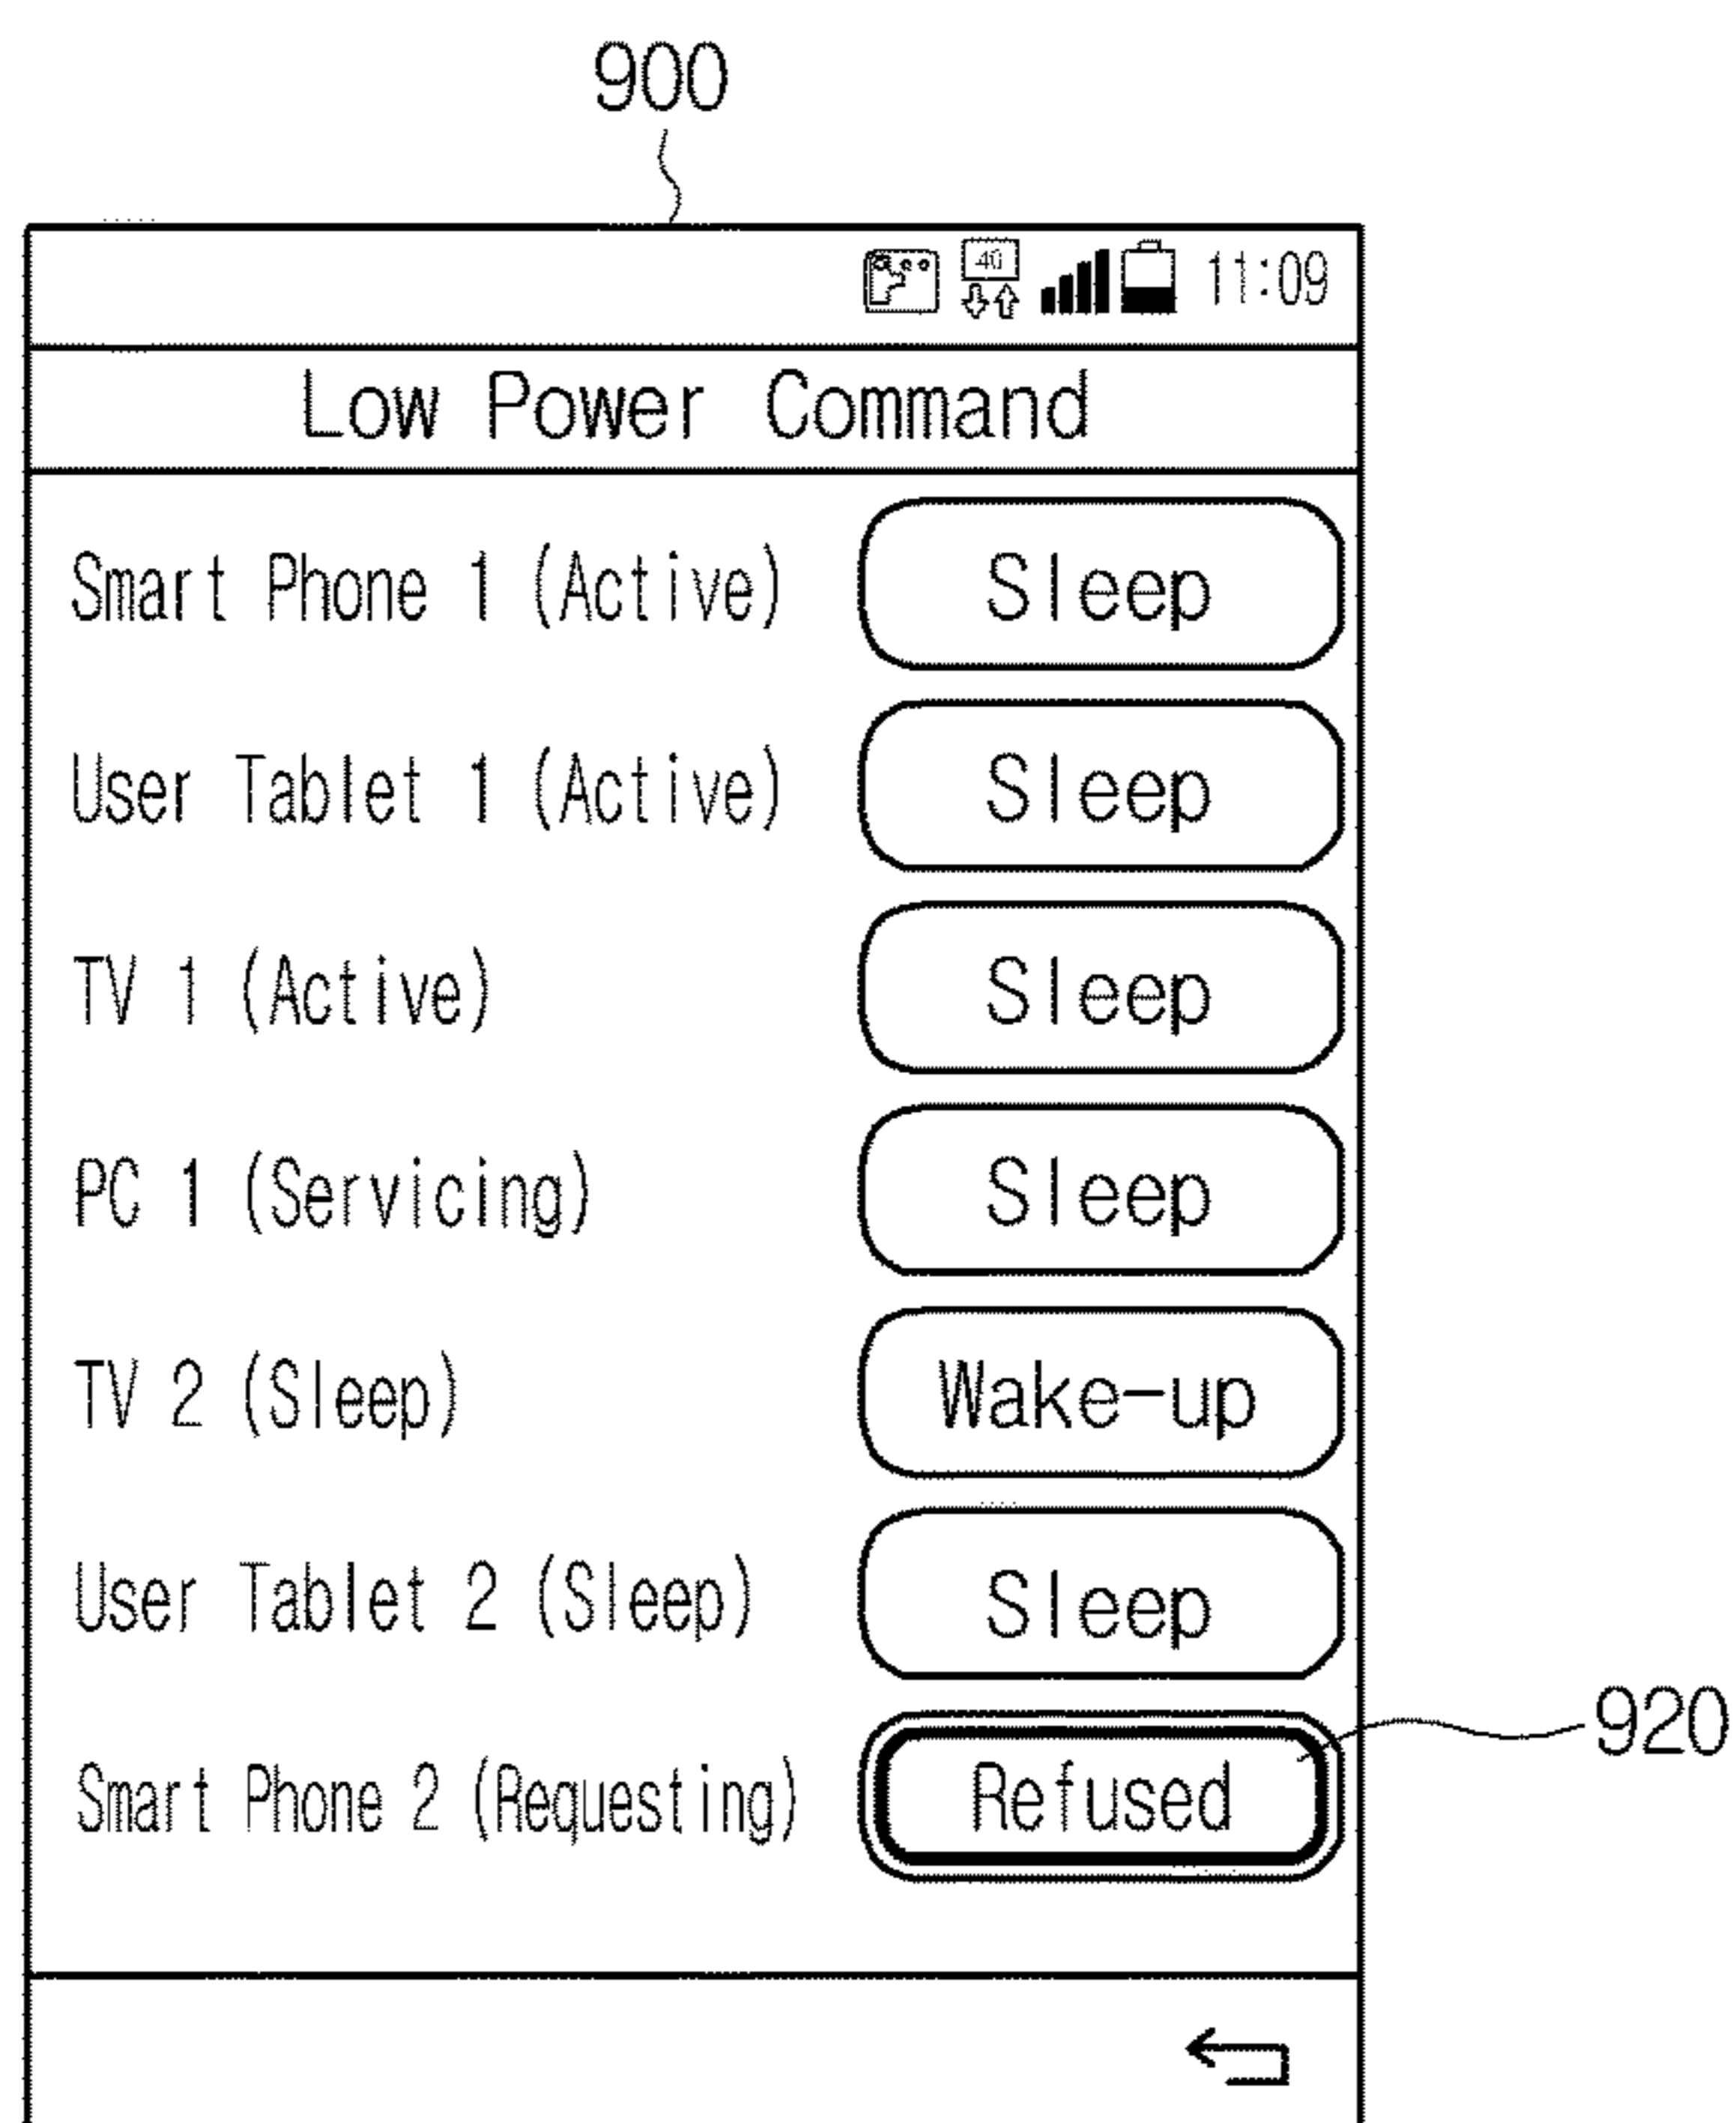 900
40 11:09
Low Power Command
Smart Phone 1 (Active) Sleep
User Tablet 1 (Active) Sleep
TV 1 (Active) Sleep
PC 1 (Servicing) Sleep
TV 2 (Sleep) Wake-up
User Tablet 2 (Sleep) Sleep
Smart Phone 2 (Requesting) Refused
920